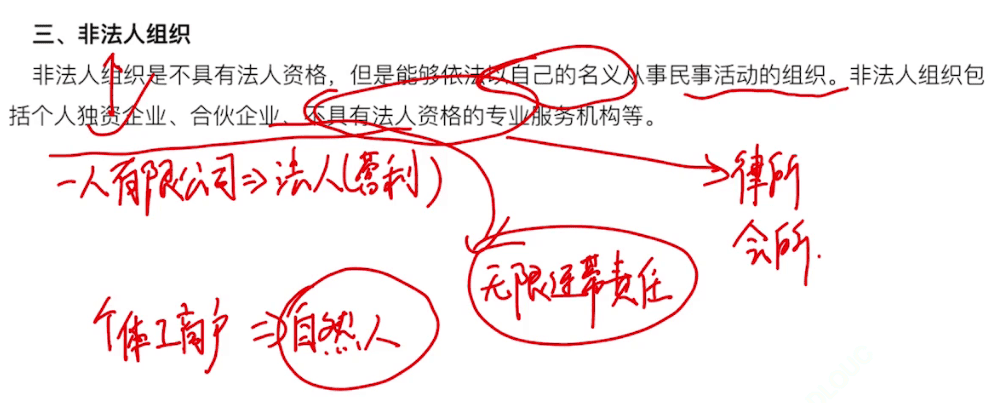 三、非法人组织
非法人组织是不具有法人资格，但是能够依法以自己的名义从事民事活动的组织。非法人组织包
括个人独资企业、合伙企业、不具有法人资格的专业服务机构等。
一人有限公司⇒法人(营利)
律所
会所.
无限连带责任
个体工商户⇒自然人